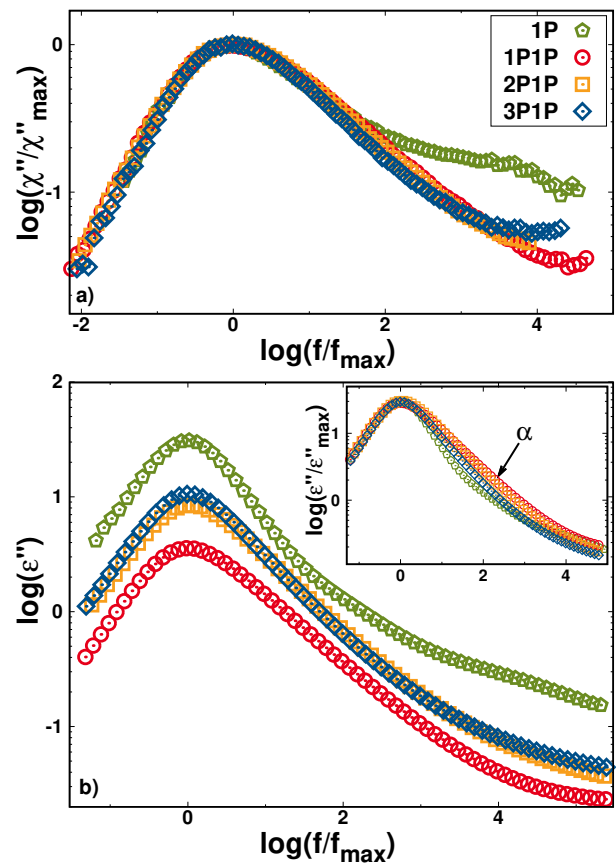 0
-1
log(χ''/χ''max)
1P
1P1P
2P1P
3P1P
a)
-2 0 2 4
log(f/fmax)
2
1
0
-1
log(ε'')
log(ε''/ε''max)
0
α
0 2 4
b)
0 2 4
log(f/fmax)